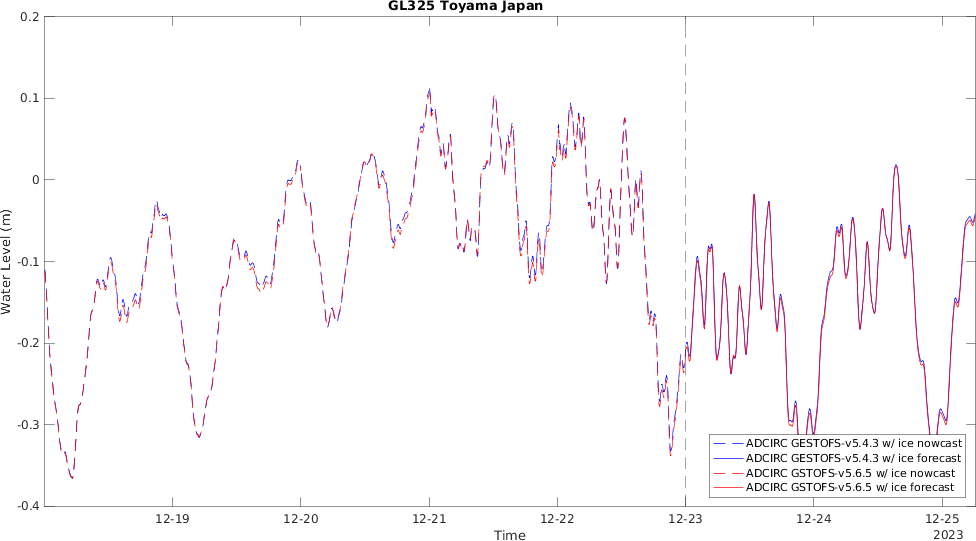 GL325 Toyama Japan
0.2
0.1
0
-0.1
-0.2
-0.3
-0.4
Water Level (m)
12-19
12-20
12-21
12-22
12-23
12-24
12-25
2023
Time
ADCIRC GESTOFS-v5.4.3 w/ ice nowcast
ADCIRC GESTOFS-v5.4.3 w/ ice forecast
ADCIRC GSTOFS-v5.6.5 w/ ice nowcast
ADCIRC GSTOFS-v5.6.5 w/ ice forecast